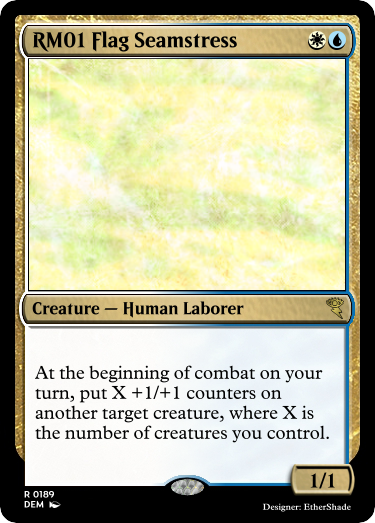 RM01 Flag Seamstress
Creature — Human Laborer
At the beginning of combat on your
turn, put X +1/+1 counters on
another target creature, where X is
the number of creatures you control.
1/1
R 0189
DEM
Designer: EtherShade